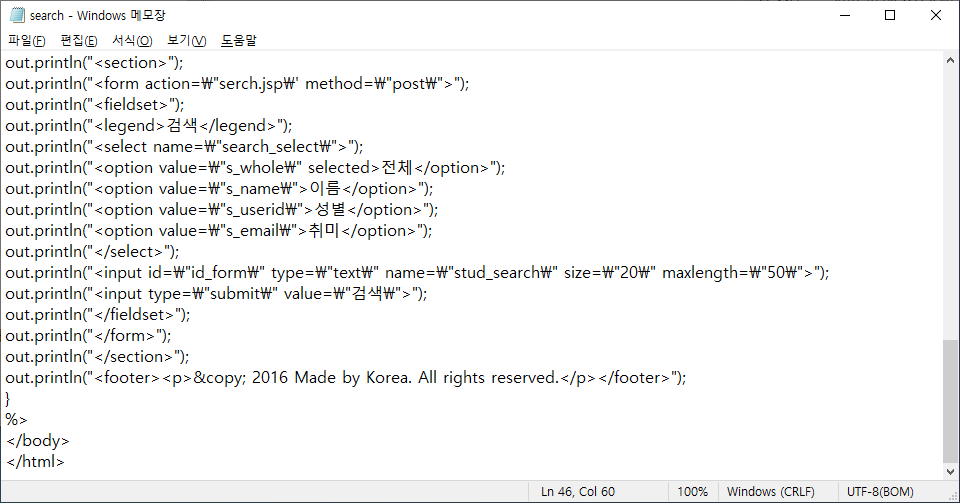 search - Windows 메모장
파일(F) 편집(E) 서식(O) 보기(V) 도움말
out.println("<section>");
out.println("<form action=₩"serch.jsp₩' method=₩"post₩">");
out.println("<fieldset>");
out.println("<legend>검색</legend>");
out.println("<select name=₩"search_select₩">");
out.println("<option value=₩"s_whole₩" selected>전체</option>");
out.println("<option value=₩"s_name₩">이름</option>");
out.println("<option value=₩"s_userid₩">성별</option>");
out.println("<option value=₩"s_email₩">취미</option>");
out.println("</select>");
out.println("<input id=₩"id_form₩" type=₩"text₩" name=₩"stud_search₩" size=₩"20₩" maxlength=₩"50₩">");
out.println("<input type=₩"submit₩" value=₩"검색₩">");
out.println("</fieldset>");
out.println("</form>");
out.println("</section>");
out.println("<footer><p>&copy; 2016 Made by Korea. All rights reserved.</p></footer>");
}
%>
</body>
</html>
Ln 46, Col 60 100% Windows (CRLF) UTF-8(BOM)